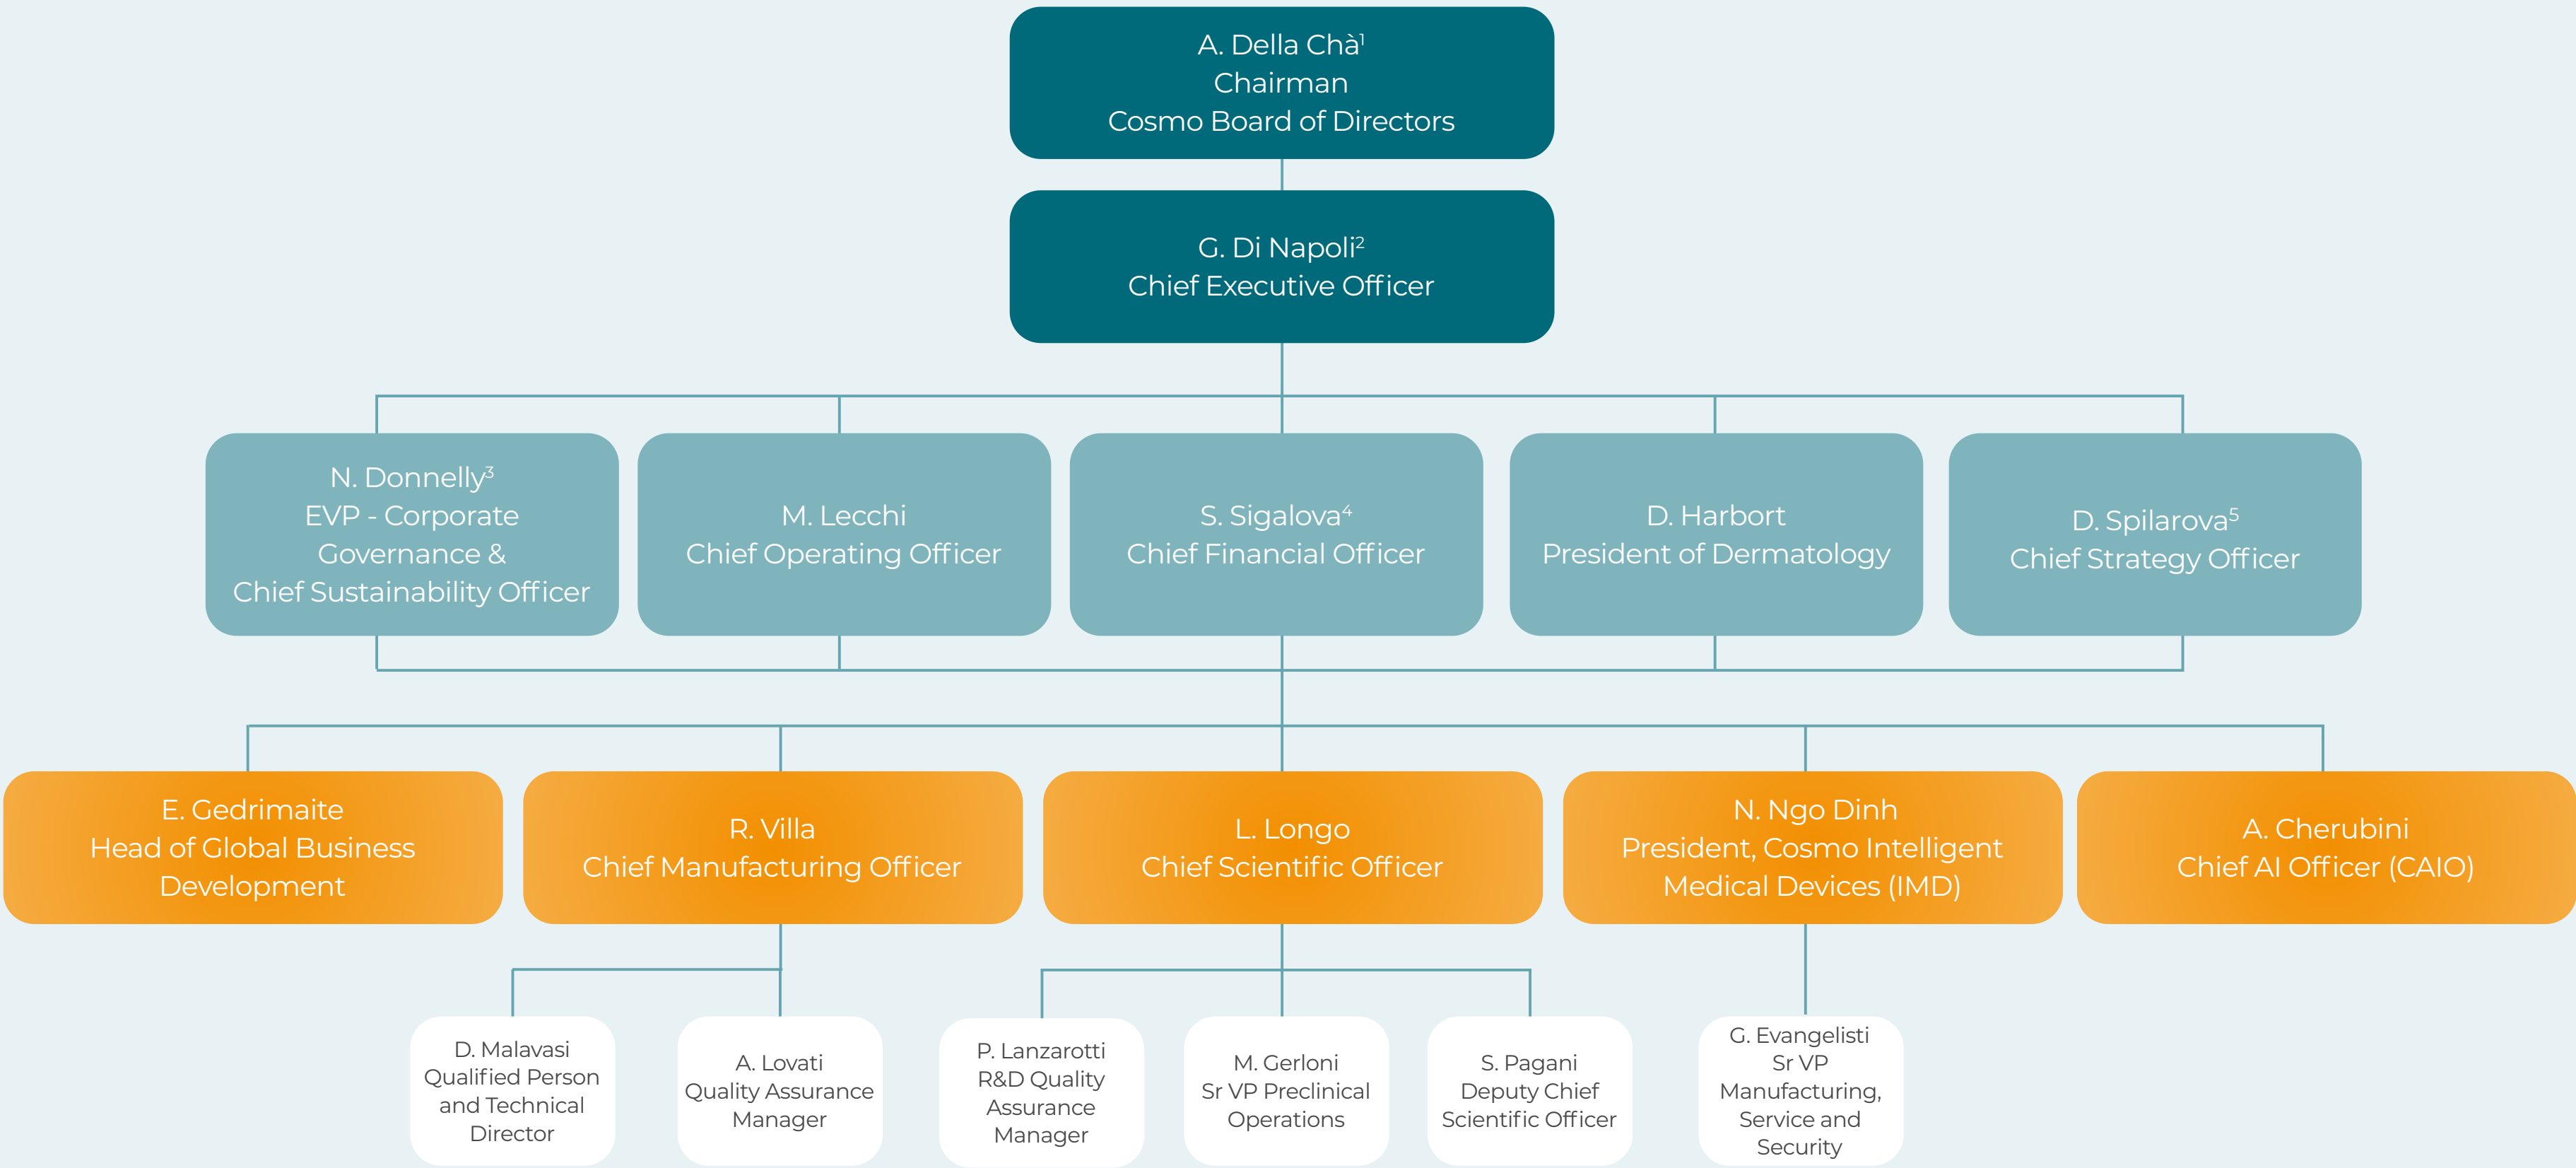 A. Della Chà¹
Chairman
Cosmo Board of Directors
G. Di Napoli²
Chief Executive Officer
N. Donnelly³
EVP - Corporate
Governance &
Chief Sustainability Officer
M. Lecchi
Chief Operating Officer
S. Sigalova⁴
Chief Financial Officer
D. Harbort
President of Dermatology
D. Spilarova⁵
Chief Strategy Officer
E. Gedrimaite
Head of Global Business
Development
R. Villa
Chief Manufacturing Officer
L. Longo
Chief Scientific Officer
N. Ngo Dinh
President, Cosmo Intelligent
Medical Devices (IMD)
A. Cherubini
Chief AI Officer (CAIO)
D. Malavasi
Qualified Person
and Technical
Director
A. Lovati
Quality Assurance
Manager
P. Lanzarotti
R&D Quality
Assurance
Manager
M. Gerloni
Sr VP Preclinical
Operations
S. Pagani
Deputy Chief
Scientific Officer
G. Evangelisti
Sr VP
Manufacturing,
Service and
Security